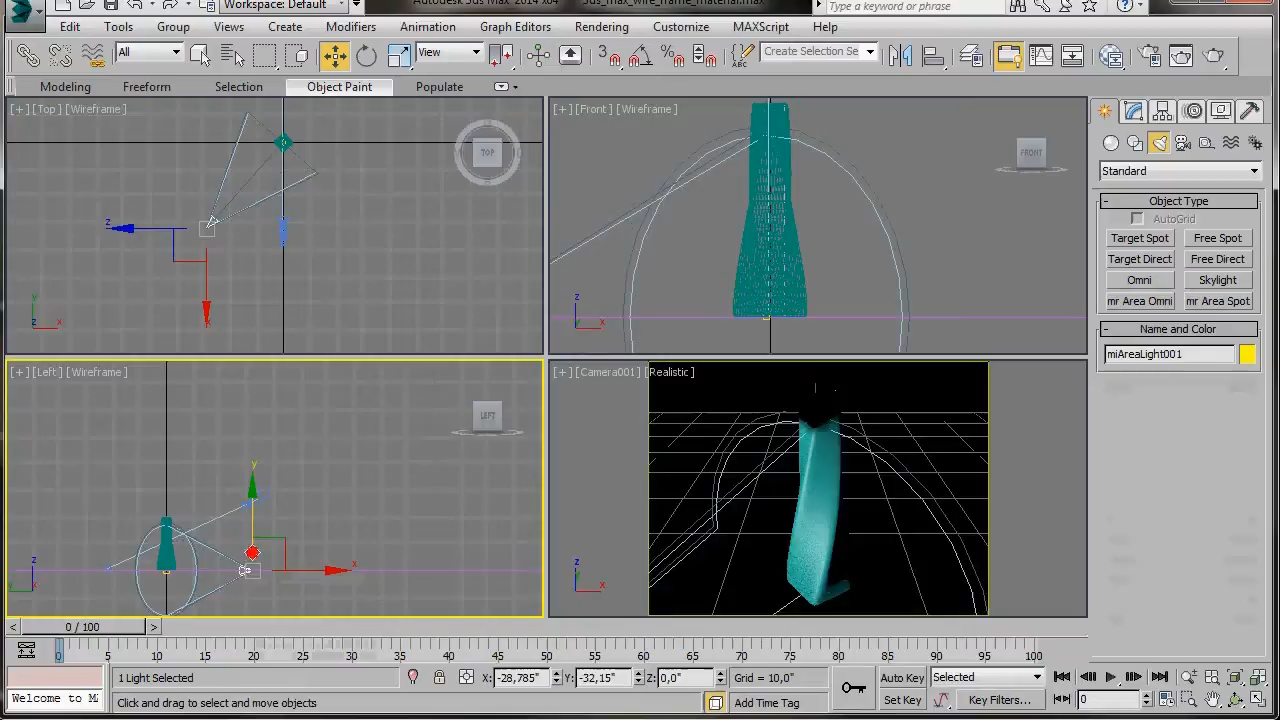 Workspace: Default
Autodesk 3ds Max 2014 x64
3ds_max_wire_frame_material.max
Type a keyword or phrase
Edit Tools Group Views Create Modifiers Animation Graph Editors Rendering Customize MAXScript Help
All
View
3
ABC
Create Selection Se
Modeling Freeform Selection Object Paint Populate
[+] [Top] [Wireframe]
TOP
z
x
y
z
x
[+] [Front] [Wireframe]
FRONT
z
x
[+] [Left] [Wireframe]
LEFT
y
x
z
y
x
[+] [Camera001] [Realistic]
z
x
Standard
Object Type
AutoGrid
Target Spot Free Spot
Target Direct Free Direct
Omni Skylight
mr Area Omni mr Area Spot
Name and Color
miAreaLight001
< 0 / 100 >
0 5 10 15 20 25 30 35 40 45 50 55 60 65 70 75 80 85 90 95 100
Welcome to M
1 Light Selected
X: -28,785" Y: -32,15" Z: 0,0" Grid = 10,0"
Click and drag to select and move objects
Add Time Tag
Auto Key Selected
Set Key Key Filters...
0